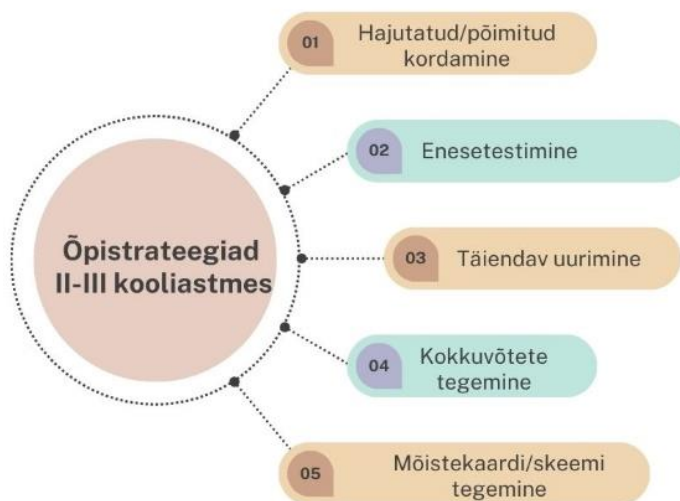 Õpistrateegiad
II-III kooliastmes
01
Hajutatud/põimitud
kordamine
02
Enesetestimine
03
Täiendav uurimine
04
Kokkuvõtete
tegemine
05
Mõistekaardi/skeemi
tegemine